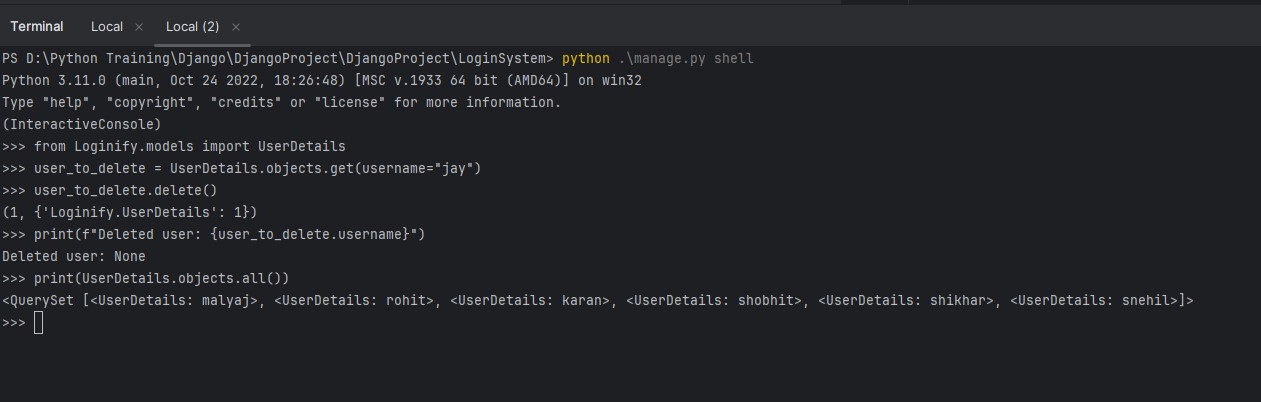 Terminal Local × Local (2) ×
PS D:\Python Training\Django\DjangoProject\DjangoProject\LoginSystem> python .\manage.py shell
Python 3.11.0 (main, Oct 24 2022, 18:26:48) [MSC v.1933 64 bit (AMD64)] on win32
Type "help", "copyright", "credits" or "license" for more information.
(InteractiveConsole)
>>> from Loginify.models import UserDetails
>>> user_to_delete = UserDetails.objects.get(username="jay")
>>> user_to_delete.delete()
(1, {'Loginify.UserDetails': 1})
>>> print(f"Deleted user: {user_to_delete.username}")
Deleted user: None
>>> print(UserDetails.objects.all())
<QuerySet [<UserDetails: malyaj>, <UserDetails: rohit>, <UserDetails: karan>, <UserDetails: shobhit>, <UserDetails: shikhar>, <UserDetails: snehil>]>
>>>